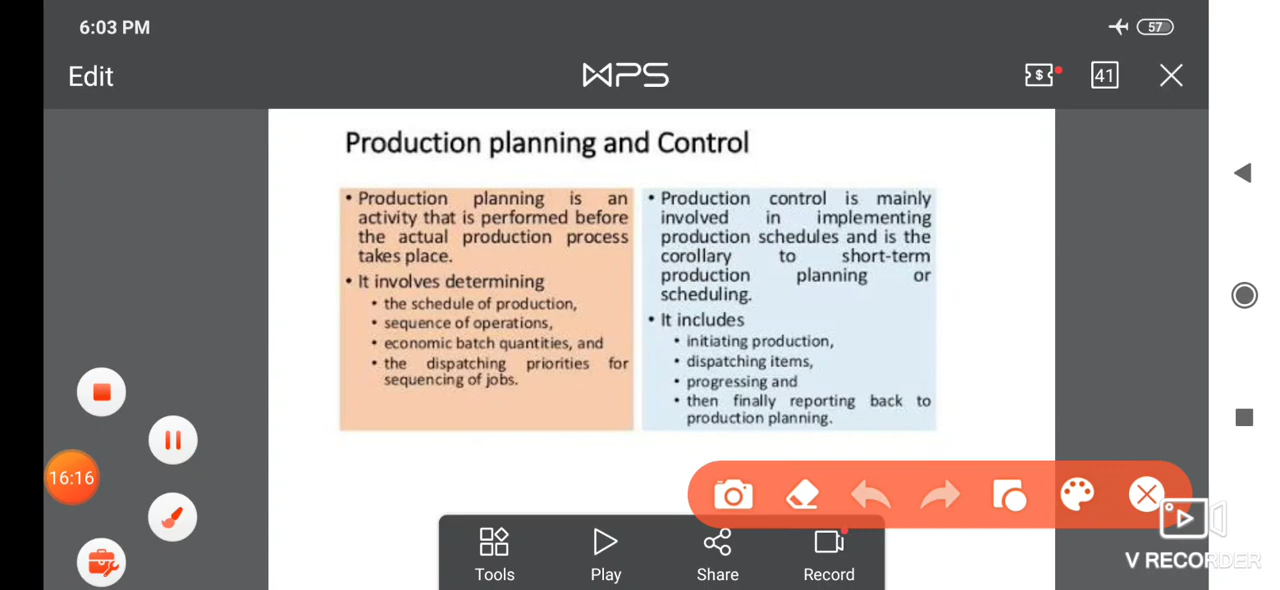 6:03 PM
57
Edit
WPS
$
41
Production planning and Control
• Production planning is an
activity that is performed before
the actual production process
takes place.
• It involves determining
• the schedule of production,
• sequence of operations,
• economic batch quantities, and
• the dispatching priorities for
sequencing of jobs.
• Production control is mainly
involved in implementing
production schedules and is the
corollary to short-term
production planning or
scheduling.
• It includes
• initiating production,
• dispatching items,
• progressing and
• then finally reporting back to
production planning.
16:16
Tools
Play
Share
Record
V RECORDER